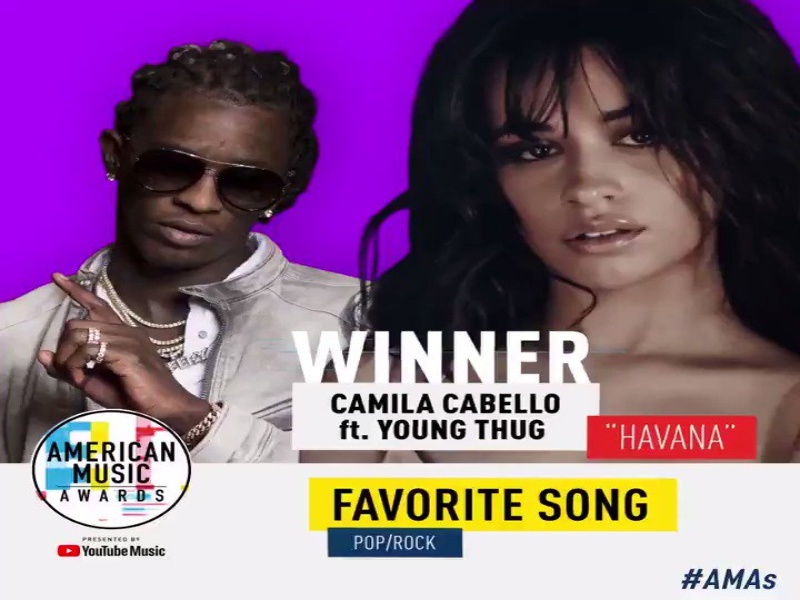 WINNER
CAMILA CABELLO
ft. YOUNG THUG
"HAVANA"
AMERICAN
MUSIC
AWARDS
PRESENTED BY
YouTube Music
FAVORITE SONG
POP/ROCK
#AMAs